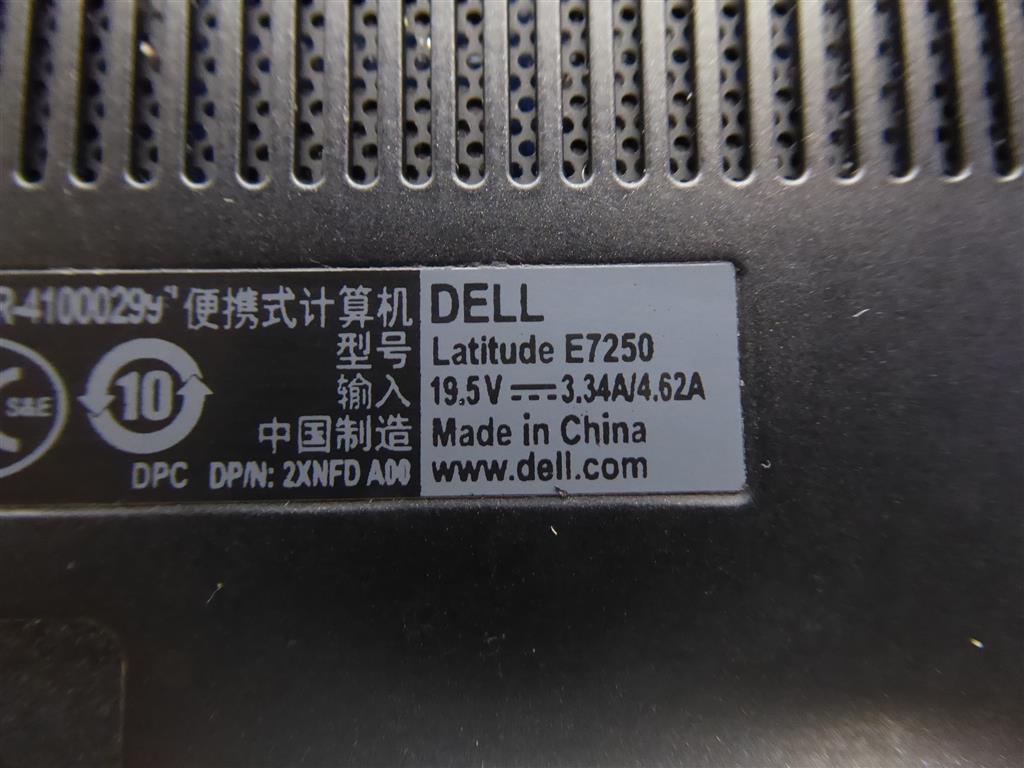 R-41000299 便携式计算机 DELL
型号 Latitude E7250
输入 19.5V 3.34A/4.62A
S&E 10
中国制造 Made in China
DPC DP/N: 2XNFD A00 www.dell.com